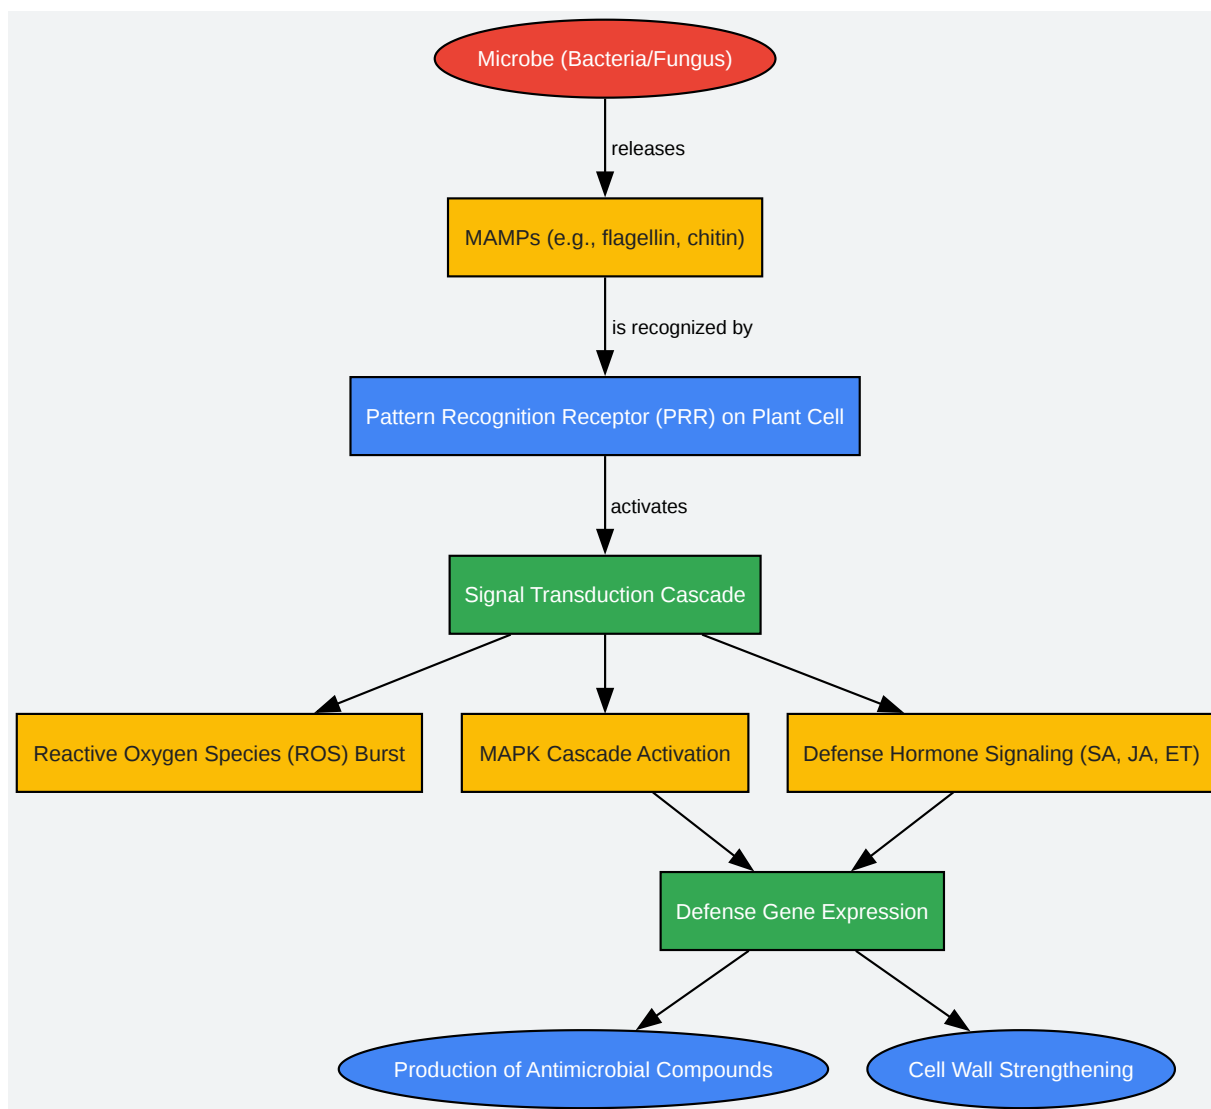 Microbe (Bacteria/Fungus)
releases
MAMPs (e.g., flagellin, chitin)
is recognized by
Pattern Recognition Receptor (PRR) on Plant Cell
activates
Signal Transduction Cascade
Reactive Oxygen Species (ROS) Burst
MAPK Cascade Activation
Defense Hormone Signaling (SA, JA, ET)
Defense Gene Expression
Production of Antimicrobial Compounds
Cell Wall Strengthening